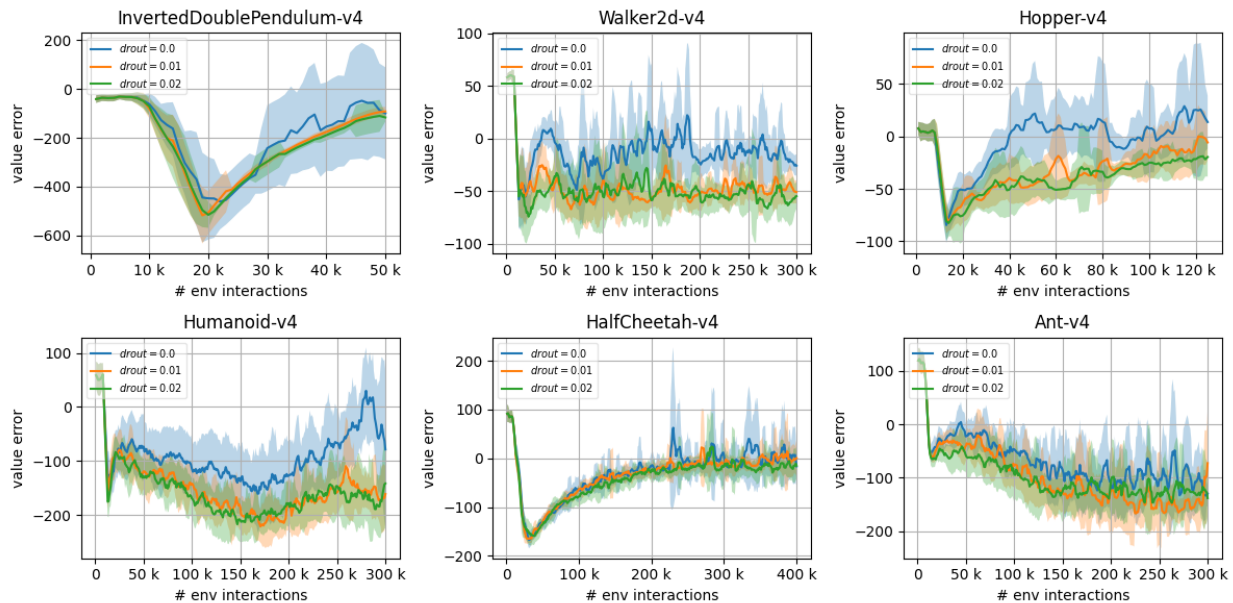 InvertedDoublePendulum-v4
200
0
−200
−400
−600
value error
drout = 0.0
drout = 0.01
drout = 0.02
0 10 k 20 k 30 k 40 k 50 k
# env interactions
Walker2d-v4
100
50
0
−50
−100
value error
drout = 0.0
drout = 0.01
drout = 0.02
0 50 k 100 k 150 k 200 k 250 k 300 k
# env interactions
Hopper-v4
50
0
−50
−100
value error
drout = 0.0
drout = 0.01
drout = 0.02
0 20 k 40 k 60 k 80 k 100 k 120 k
# env interactions
Humanoid-v4
100
0
−100
−200
value error
drout = 0.0
drout = 0.01
drout = 0.02
0 50 k 100 k 150 k 200 k 250 k 300 k
# env interactions
HalfCheetah-v4
200
100
0
−100
−200
value error
drout = 0.0
drout = 0.01
drout = 0.02
0 100 k 200 k 300 k 400 k
# env interactions
Ant-v4
100
0
−100
−200
value error
drout = 0.0
drout = 0.01
drout = 0.02
0 50 k 100 k 150 k 200 k 250 k 300 k
# env interactions